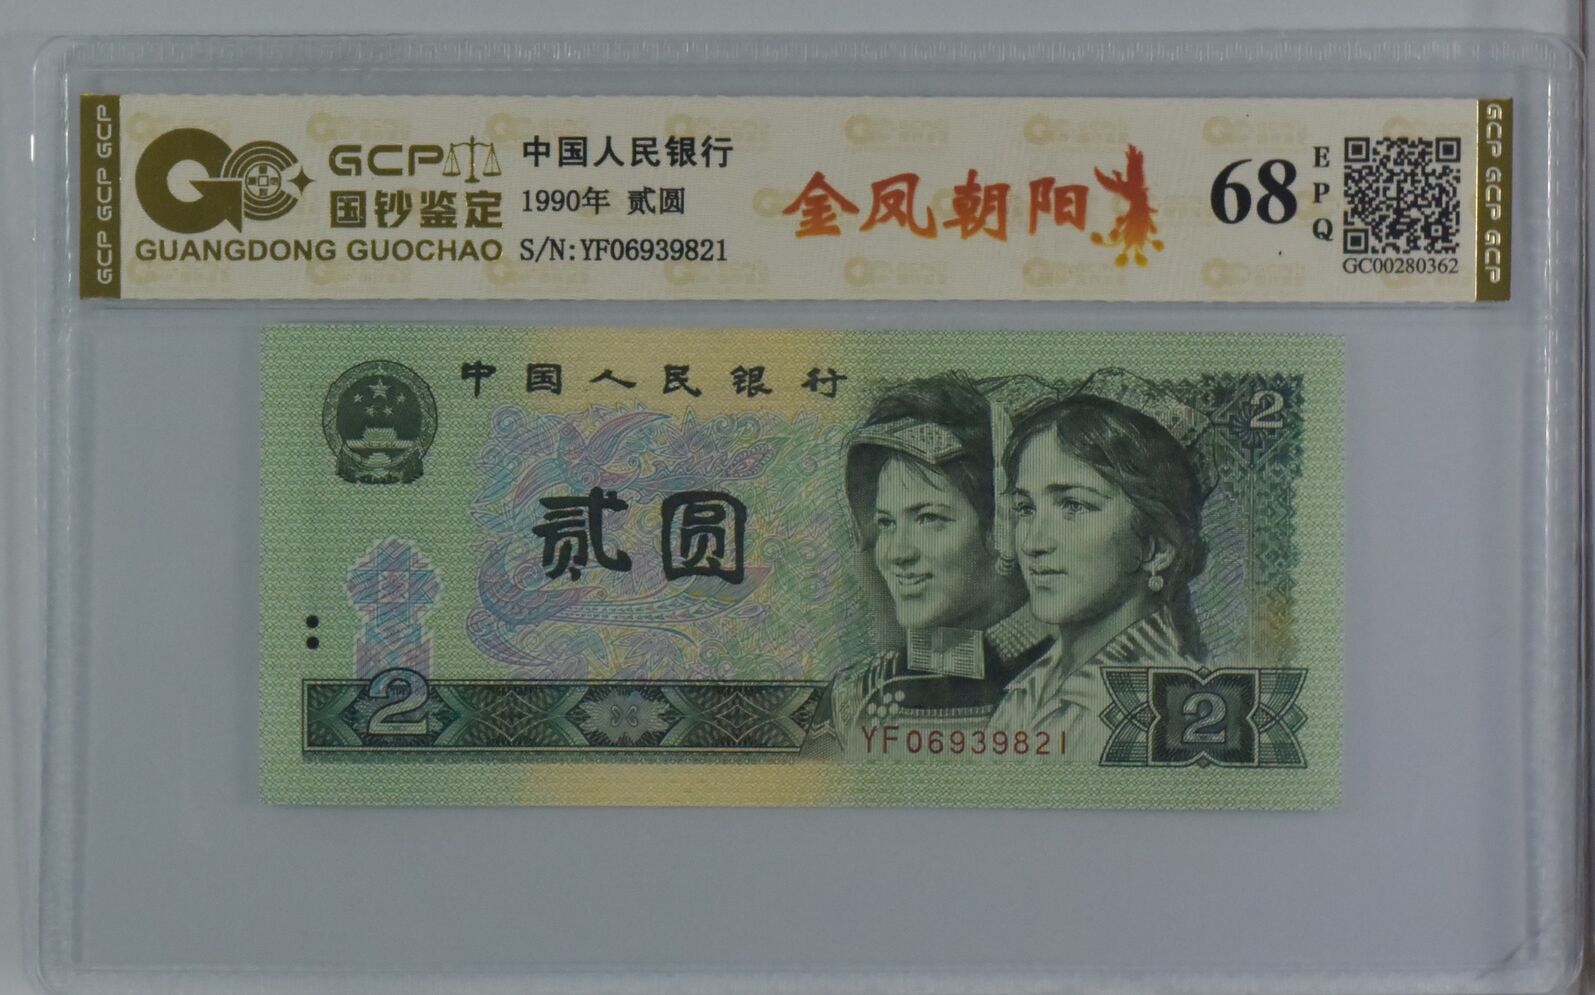 GCP GCP GCP
GCP
国钞鉴定
GUANGDONG GUOCHAO
中国人民银行
1990年 贰圆
S/N:YF06939821
金凤朝阳
68
EPQ
GC00280362
GCP GCP GCP
中国人民银行
2
贰圆
2
YF06939821
2